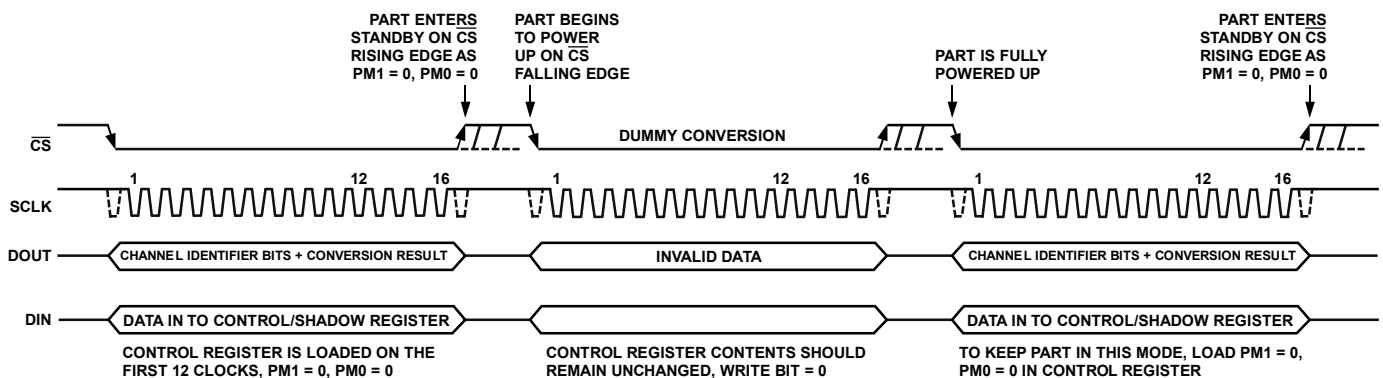 PART ENTERS
STANDBY ON CS
RISING EDGE AS
PM1 = 0, PM0 = 0
PART BEGINS
TO POWER
UP ON CS
FALLING EDGE
PART IS FULLY
POWERED UP
PART ENTERS
STANDBY ON CS
RISING EDGE AS
PM1 = 0, PM0 = 0
CS
DUMMY CONVERSION
SCLK
1 12 16
1 12 16
1 12 16
DOUT
CHANNEL IDENTIFIER BITS + CONVERSION RESULT
INVALID DATA
CHANNEL IDENTIFIER BITS + CONVERSION RESULT
DIN
DATA IN TO CONTROL/SHADOW REGISTER
DATA IN TO CONTROL/SHADOW REGISTER
CONTROL REGISTER IS LOADED ON THE
FIRST 12 CLOCKS, PM1 = 0, PM0 = 0
CONTROL REGISTER CONTENTS SHOULD
REMAIN UNCHANGED, WRITE BIT = 0
TO KEEP PART IN THIS MODE, LOAD PM1 = 0,
PM0 = 0 IN CONTROL REGISTER